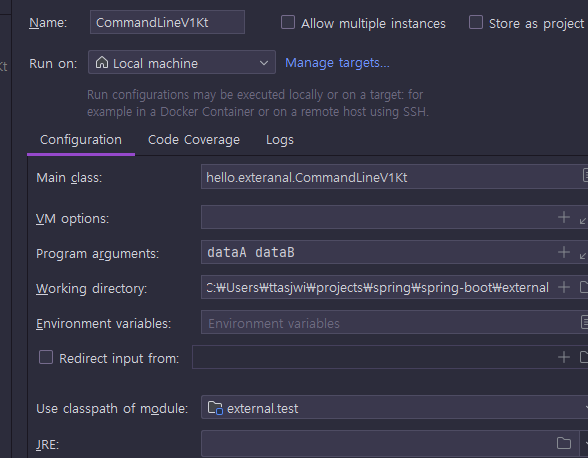 Name: CommandLineV1Kt Allow multiple instances Store as project
Kt
Run on: Local machine Manage targets...
Run configurations may be executed locally or on a target: for
example in a Docker Container or on a remote host using SSH.
Configuration Code Coverage Logs
Main class: hello.exteranal.CommandLineV1Kt
VM options:
Program arguments: dataA dataB
Working directory: C:₩Users₩ttasjwi₩projects₩spring₩spring-boot₩external
Environment variables: Environment variables
Redirect input from:
Use classpath of module: external.test
JRE: